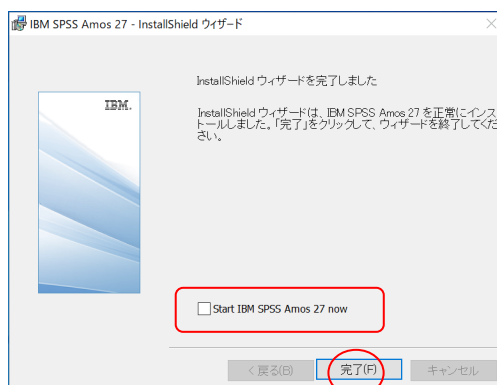 IBM SPSS Amos 27 - InstallShield ウィザード
InstallShield ウィザードを完了しました
IBM.
InstallShield ウィザードは、IBM SPSS Amos 27 を正常にインス
トールしました。「完了」をクリックして、ウィザードを終了してくだ
さい。
Start IBM SPSS Amos 27 now
< 戻る(B)
完了(F)
キャンセル